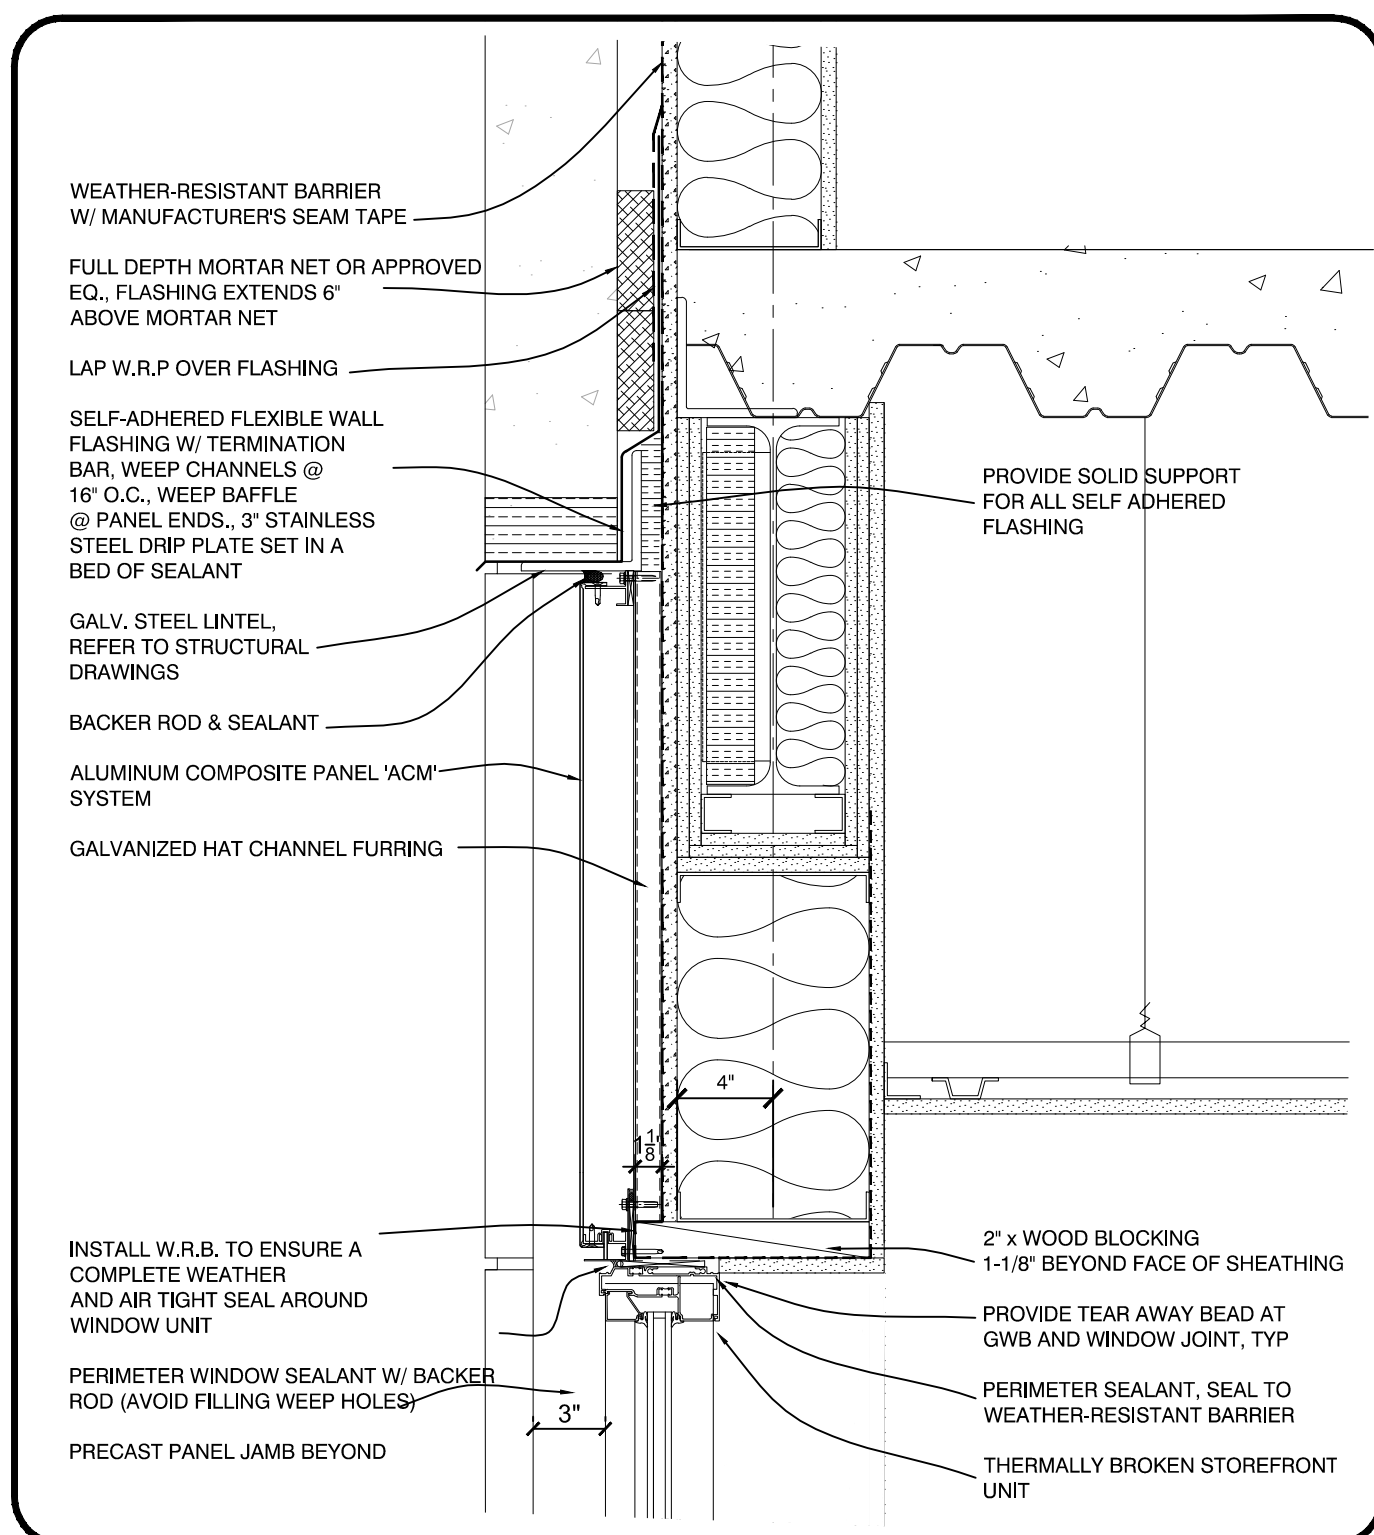 WEATHER-RESISTANT BARRIER
W/ MANUFACTURER'S SEAM TAPE
FULL DEPTH MORTAR NET OR APPROVED
EQ., FLASHING EXTENDS 6"
ABOVE MORTAR NET
LAP W.R.P OVER FLASHING
SELF-ADHERED FLEXIBLE WALL
FLASHING W/ TERMINATION
BAR, WEEP CHANNELS @
16" O.C., WEEP BAFFLE
@ PANEL ENDS., 3" STAINLESS
STEEL DRIP PLATE SET IN A
BED OF SEALANT
GALV. STEEL LINTEL,
REFER TO STRUCTURAL
DRAWINGS
BACKER ROD & SEALANT
ALUMINUM COMPOSITE PANEL 'ACM'
SYSTEM
GALVANIZED HAT CHANNEL FURRING
INSTALL W.R.B. TO ENSURE A
COMPLETE WEATHER
AND AIR TIGHT SEAL AROUND
WINDOW UNIT
PERIMETER WINDOW SEALANT W/ BACKER
ROD (AVOID FILLING WEEP HOLES)
PRECAST PANEL JAMB BEYOND
3"
1 1/8"
4"
PROVIDE SOLID SUPPORT
FOR ALL SELF ADHERED
FLASHING
2" x WOOD BLOCKING
1-1/8" BEYOND FACE OF SHEATHING
PROVIDE TEAR AWAY BEAD AT
GWB AND WINDOW JOINT, TYP
PERIMETER SEALANT, SEAL TO
WEATHER-RESISTANT BARRIER
THERMALLY BROKEN STOREFRONT
UNIT